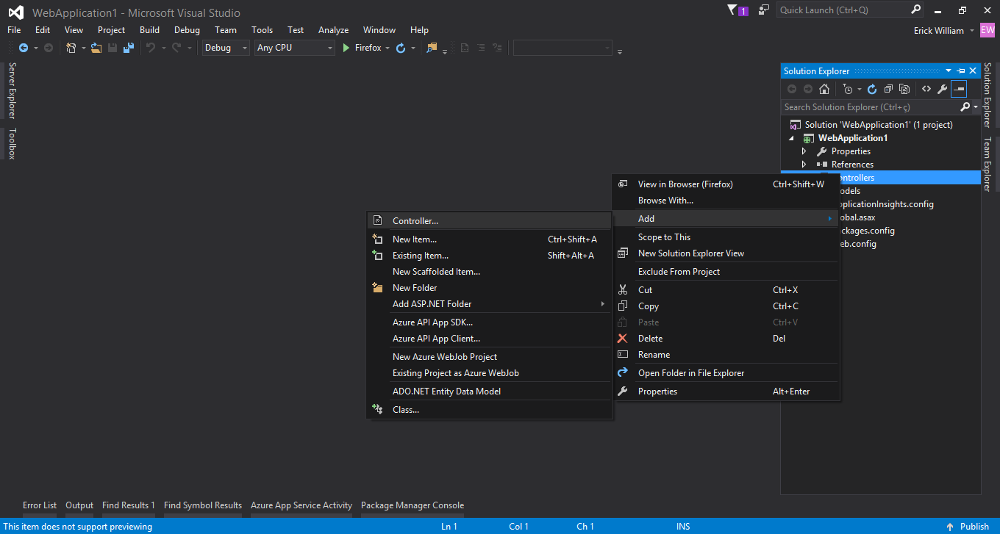 WebApplication1 - Microsoft Visual Studio
1
Quick Launch (Ctrl+Q)
File Edit View Project Build Debug Team Tools Test Analyze Window Help
Erick William EW
Debug Any CPU Firefox
Server Explorer
Toolbox
Solution Explorer
Search Solution Explorer (Ctrl+ç)
Solution 'WebApplication1' (1 project)
WebApplication1
Properties
References
ntrollers
odels
plicationInsights.config
bal.asax
ckages.config
eb.config
Solution Explorer
Team Explorer
View in Browser (Firefox) Ctrl+Shift+W
Browse With...
Add
Scope to This
New Solution Explorer View
Exclude From Project
Cut Ctrl+X
Copy Ctrl+C
Paste Ctrl+V
Delete Del
Rename
Open Folder in File Explorer
Properties Alt+Enter
Controller...
New Item... Ctrl+Shift+A
Existing Item... Shift+Alt+A
New Scaffolded Item...
New Folder
Add ASP.NET Folder
Azure API App SDK...
Azure API App Client...
New Azure WebJob Project
Existing Project as Azure WebJob
ADO.NET Entity Data Model
Class...
Error List Output Find Results 1 Find Symbol Results Azure App Service Activity Package Manager Console
This item does not support previewing Ln 1 Col 1 Ch 1 INS Publish